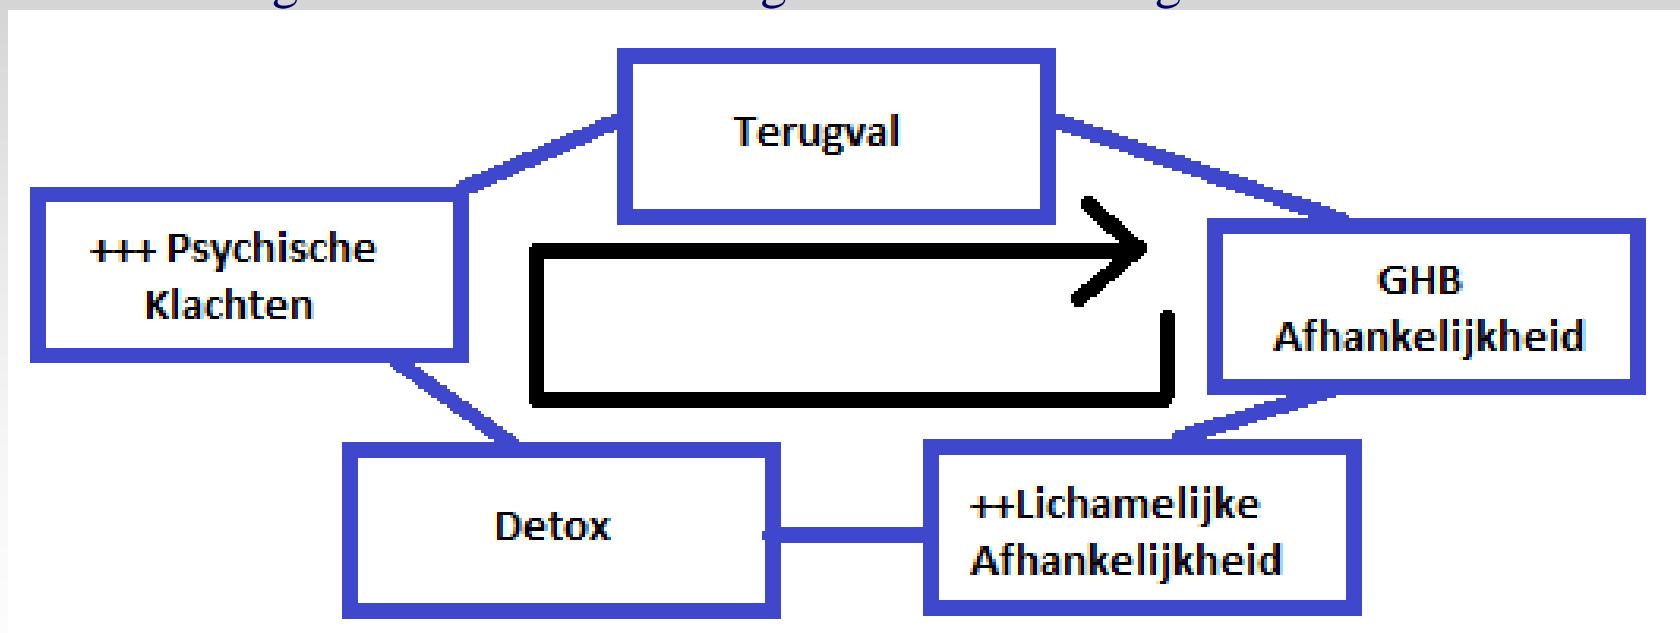 Terugval
+++ Psychische
Klachten
GHB
Afhankelijkheid
Detox
++Lichamelijke
Afhankelijkheid